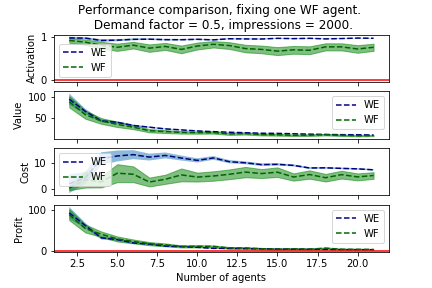 Performance comparison, fixing one WF agent.
Demand factor = 0.5, impressions = 2000.
Activation
1
0
WE
WF
Value
100
50
WE
WF
Cost
10
0
WE
WF
Profit
100
0
WE
WF
2.5 5.0 7.5 10.0 12.5 15.0 17.5 20.0
Number of agents